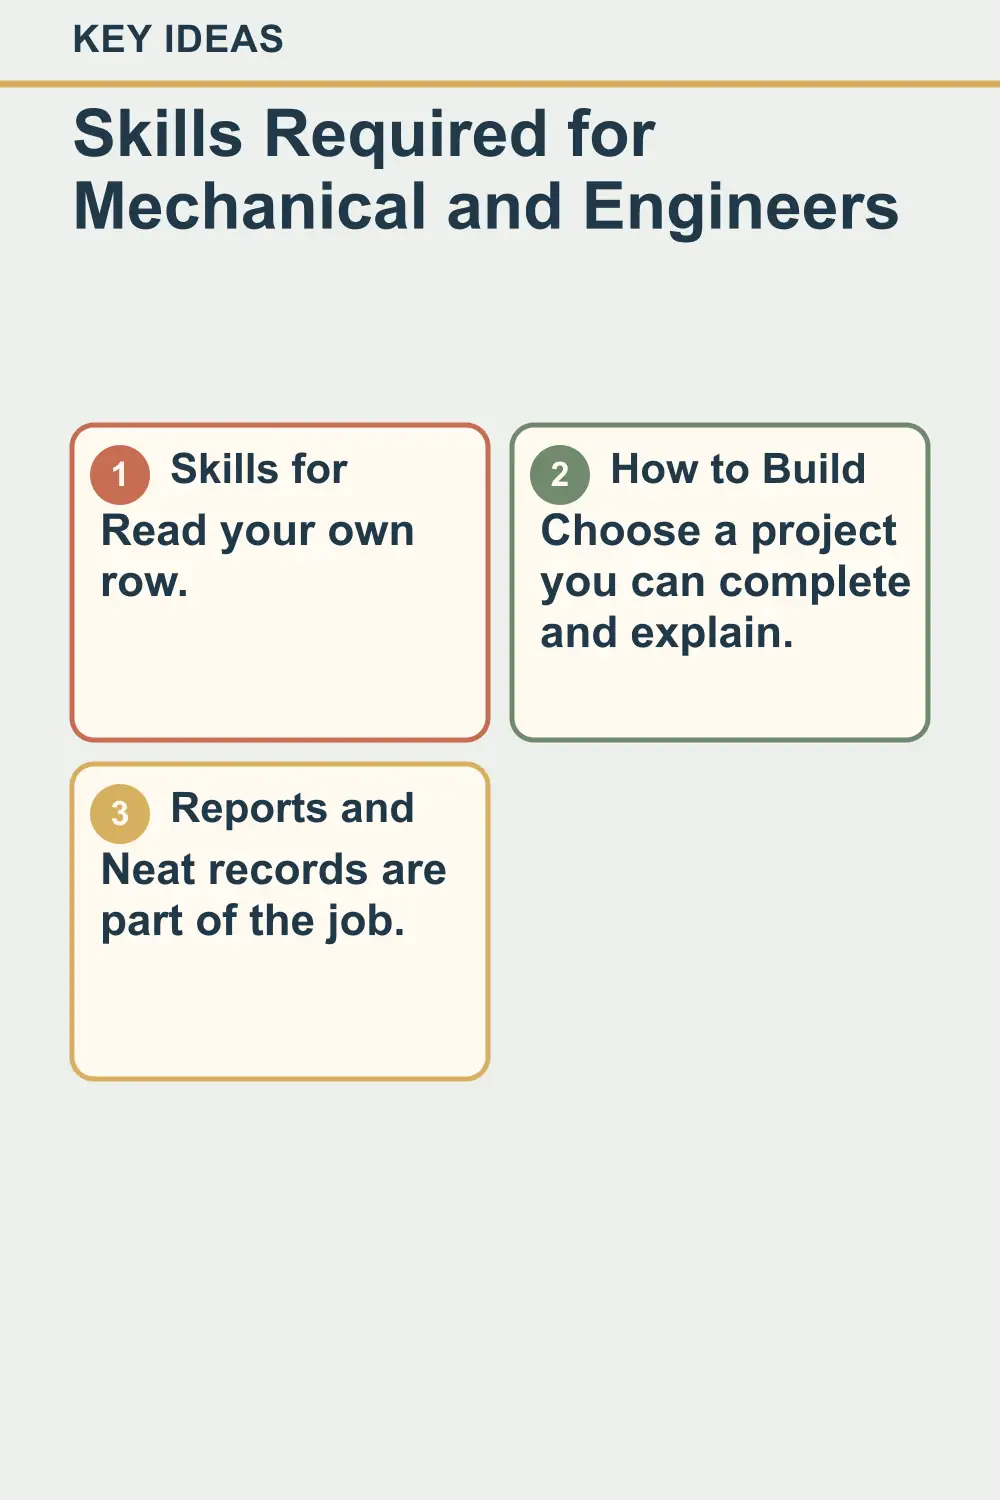 KEY IDEAS
Skills Required for
Mechanical and Engineers
1 Skills for
Read your own
row.
2 How to Build
Choose a project
you can complete
and explain.
3 Reports and
Neat records are
part of the job.